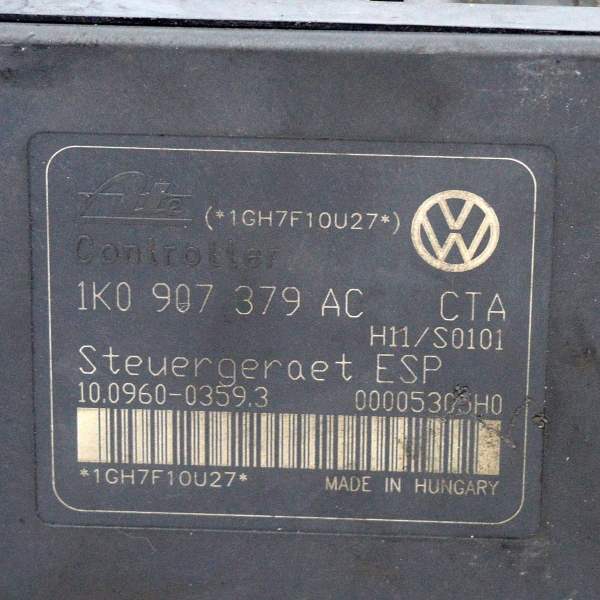 Ate (*1GH7F10U27*)
Controller
1K0 907 379 AC CTA
H11/S0101
Steuergeraet ESP
10.0960-0359.3
*1GH7F10U27* MADE IN HUNGARY